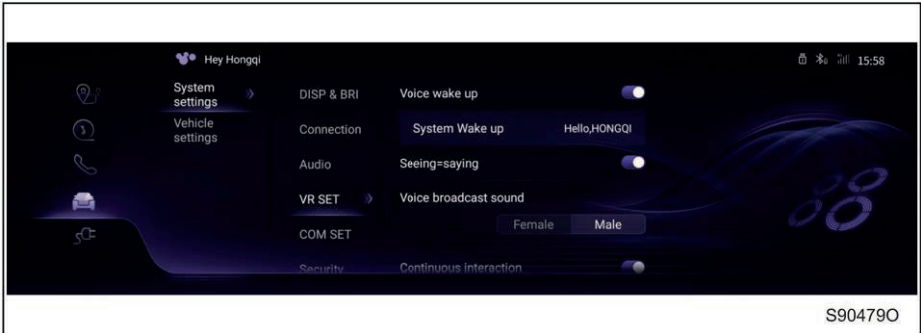 Hey Hongqi
15:58
System settings
Vehicle settings
DISP & BRI
Connection
Audio
VR SET
COM SET
Security
Voice wake up
System Wake up Hello,HONGQI
Seeing=saying
Voice broadcast sound
Female Male
Continuous interaction
S90479O